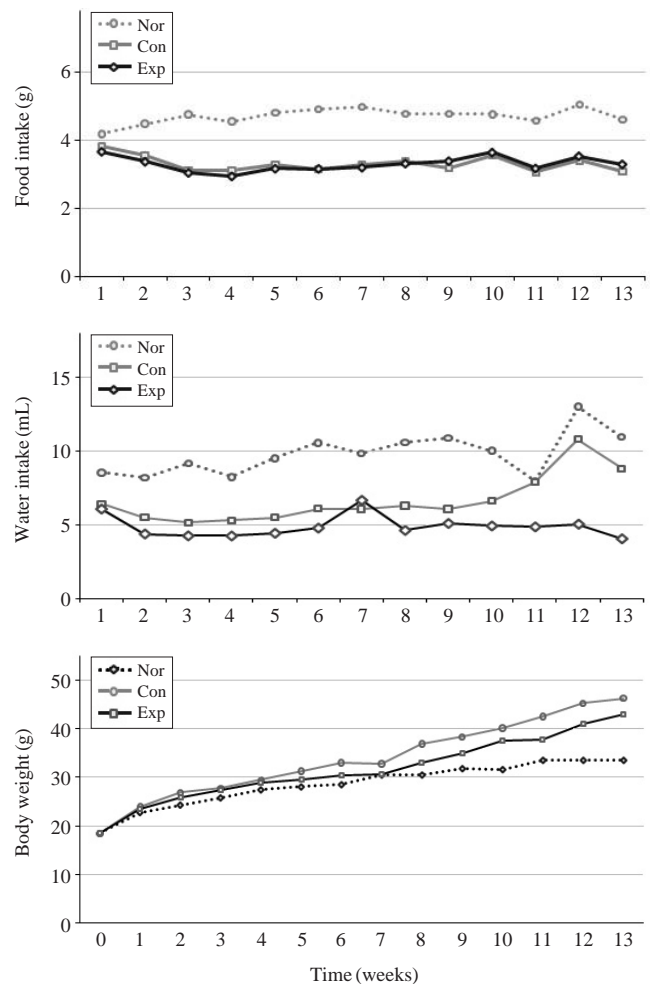 Nor
Con
Exp
Food intake (g)
6
4
2
0
1 2 3 4 5 6 7 8 9 10 11 12 13
Nor
Con
Exp
Water intake (mL)
15
10
5
0
1 2 3 4 5 6 7 8 9 10 11 12 13
Nor
Con
Exp
Body weight (g)
50
40
30
20
10
0
0 1 2 3 4 5 6 7 8 9 10 11 12 13
Time (weeks)